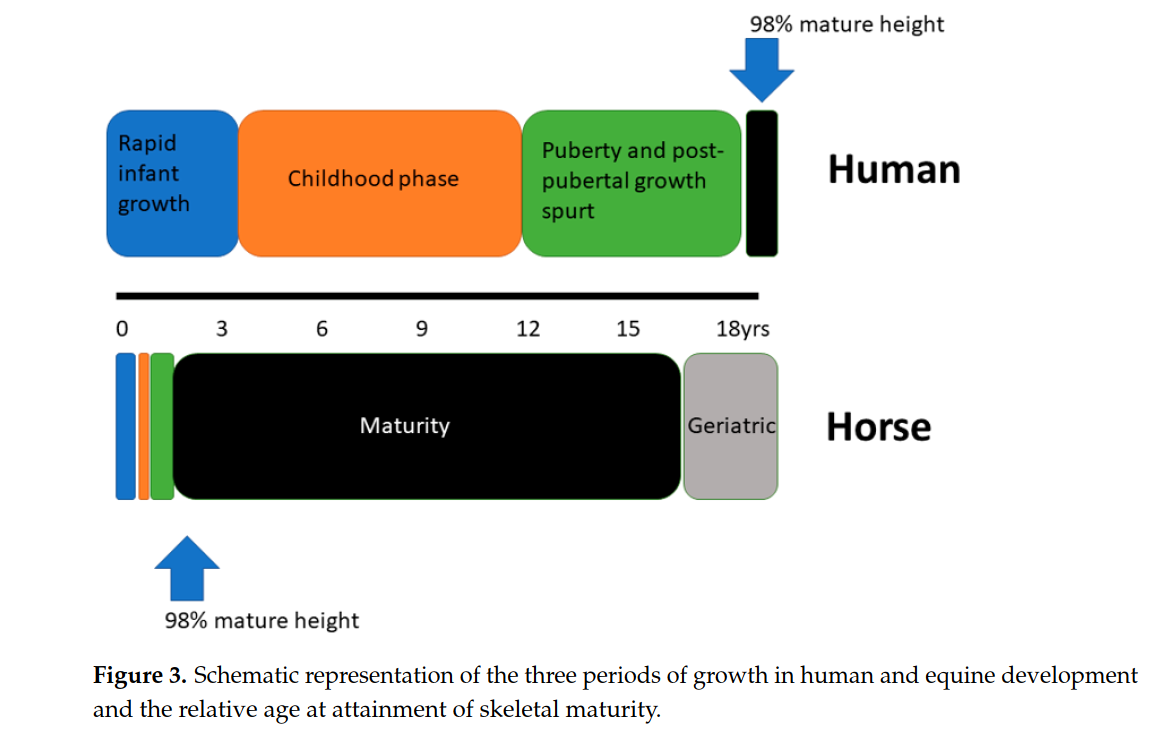 98% mature height
Rapid
infant
growth
Childhood phase
Puberty and post-
pubertal growth
spurt
Human
0 3 6 9 12 15 18yrs
Maturity
Geriatric
Horse
98% mature height
Figure 3. Schematic representation of the three periods of growth in human and equine development
and the relative age at attainment of skeletal maturity.